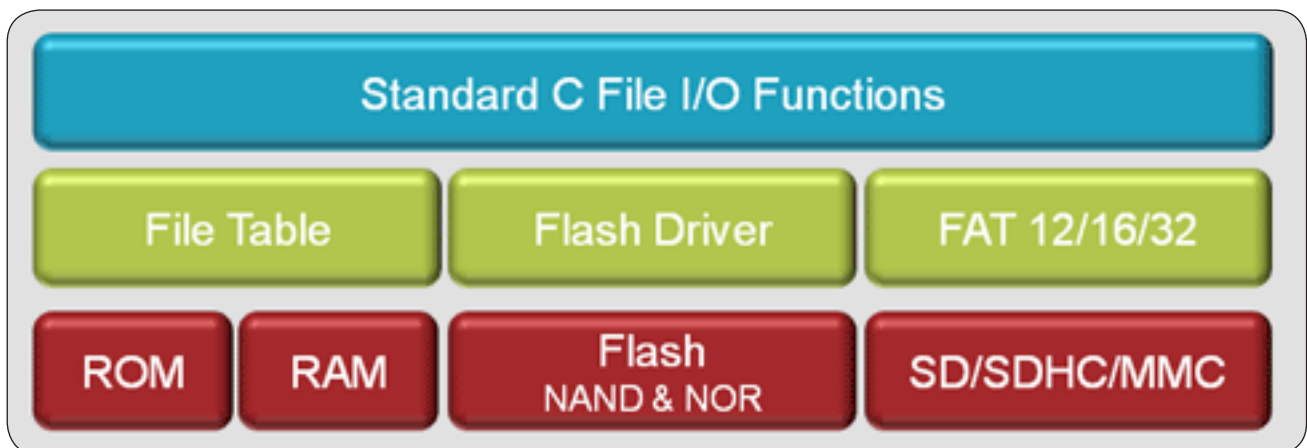 Standard C File I/O Functions
File Table
Flash Driver
FAT 12/16/32
ROM
RAM
Flash
NAND & NOR
SD/SDHC/MMC